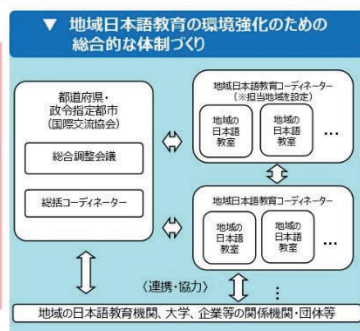 ▼ 地域日本語教育の環境強化のための
総合的な体制づくり
都道府県・
政令指定都市
(国際交流協会)
総合調整会議
総括コーディネーター
地域日本語教育コーディネーター
(※担当地域を設定)
地域の
日本語
教室
地域の
日本語
教室
…
地域日本語教育コーディネーター
地域の
日本語
教室
地域の
日本語
教室
…
〈連携・協力〉
⋮
地域の日本語教育機関、大学、企業等の関係機関・団体等